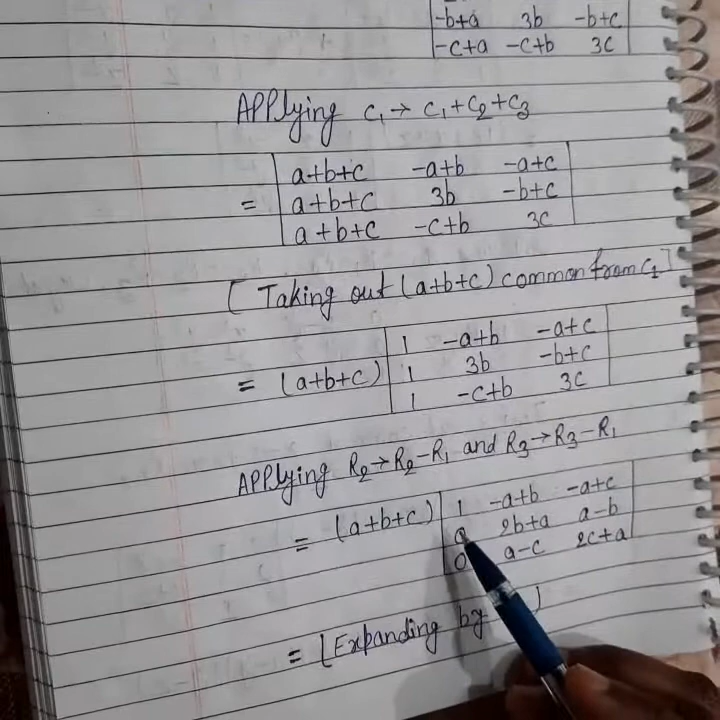 |-b+a 3b -b+c|
|-c+a -c+b 3c|
Applying C₁ → C₁+C₂+C₃
|a+b+c -a+b -a+c|
= |a+b+c 3b -b+c|
|a+b+c -c+b 3c|
[ Taking out (a+b+c) common from C₁]
|1 -a+b -a+c|
= (a+b+c) |1 3b -b+c|
|1 -c+b 3c|
Applying R₂→R₂-R₁ and R₃→R₃-R₁
|1 -a+b -a+c|
= (a+b+c) |0 2b+a a-b|
|0 a-c 2c+a|
= [Expanding by )